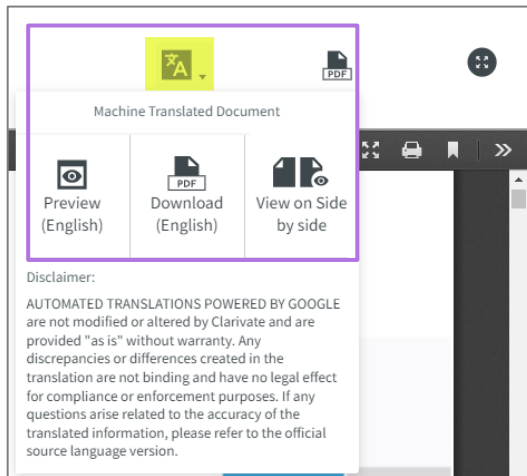 文A
PDF
Machine Translated Document
PDF
Preview
(English)
Download
(English)
View on Side
by side
Disclaimer:
AUTOMATED TRANSLATIONS POWERED BY GOOGLE
are not modified or altered by Clarivate and are
provided "as is" without warranty. Any
discrepancies or differences created in the
translation are not binding and have no legal effect
for compliance or enforcement purposes. If any
questions arise related to the accuracy of the
translated information, please refer to the official
source language version.